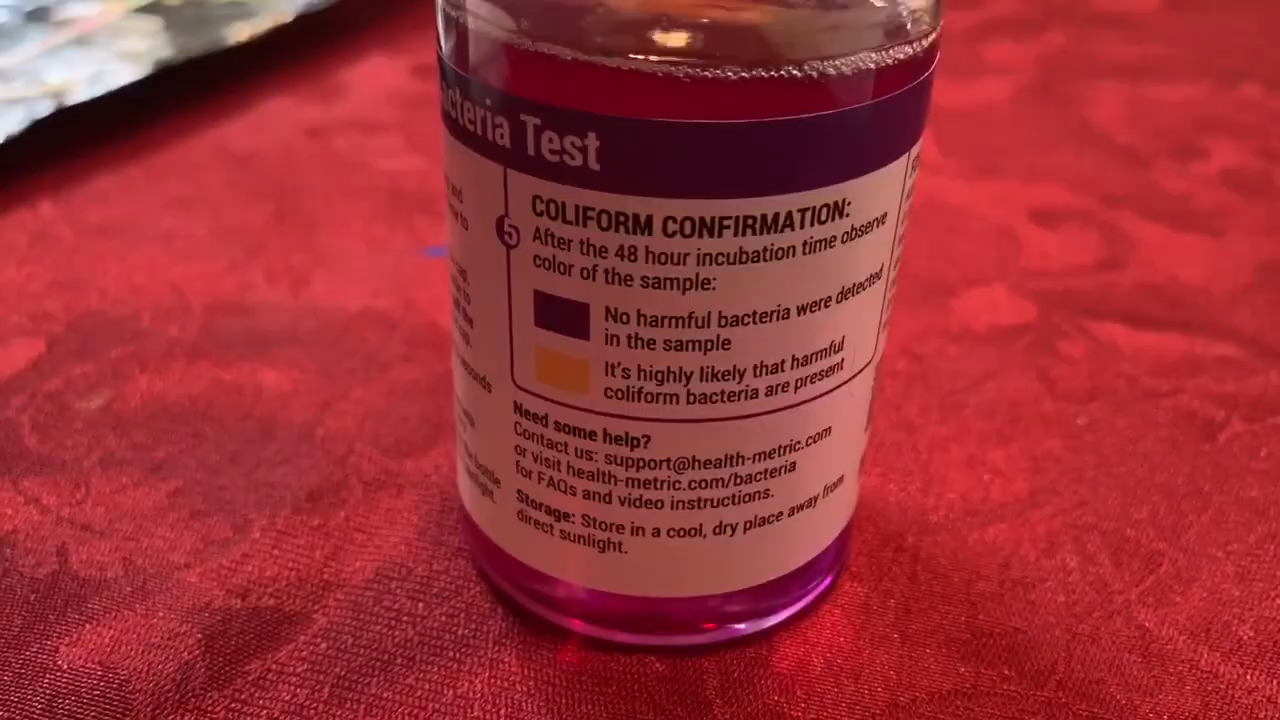 Bacteria Test
5
COLIFORM CONFIRMATION:
After the 48 hour incubation time observe
color of the sample:
No harmful bacteria were detected
in the sample
It's highly likely that harmful
coliform bacteria are present
Need some help?
Contact us: support@health-metric.com
or visit health-metric.com/bacteria
for FAQs and video instructions.
Storage: Store in a cool, dry place away from
direct sunlight.